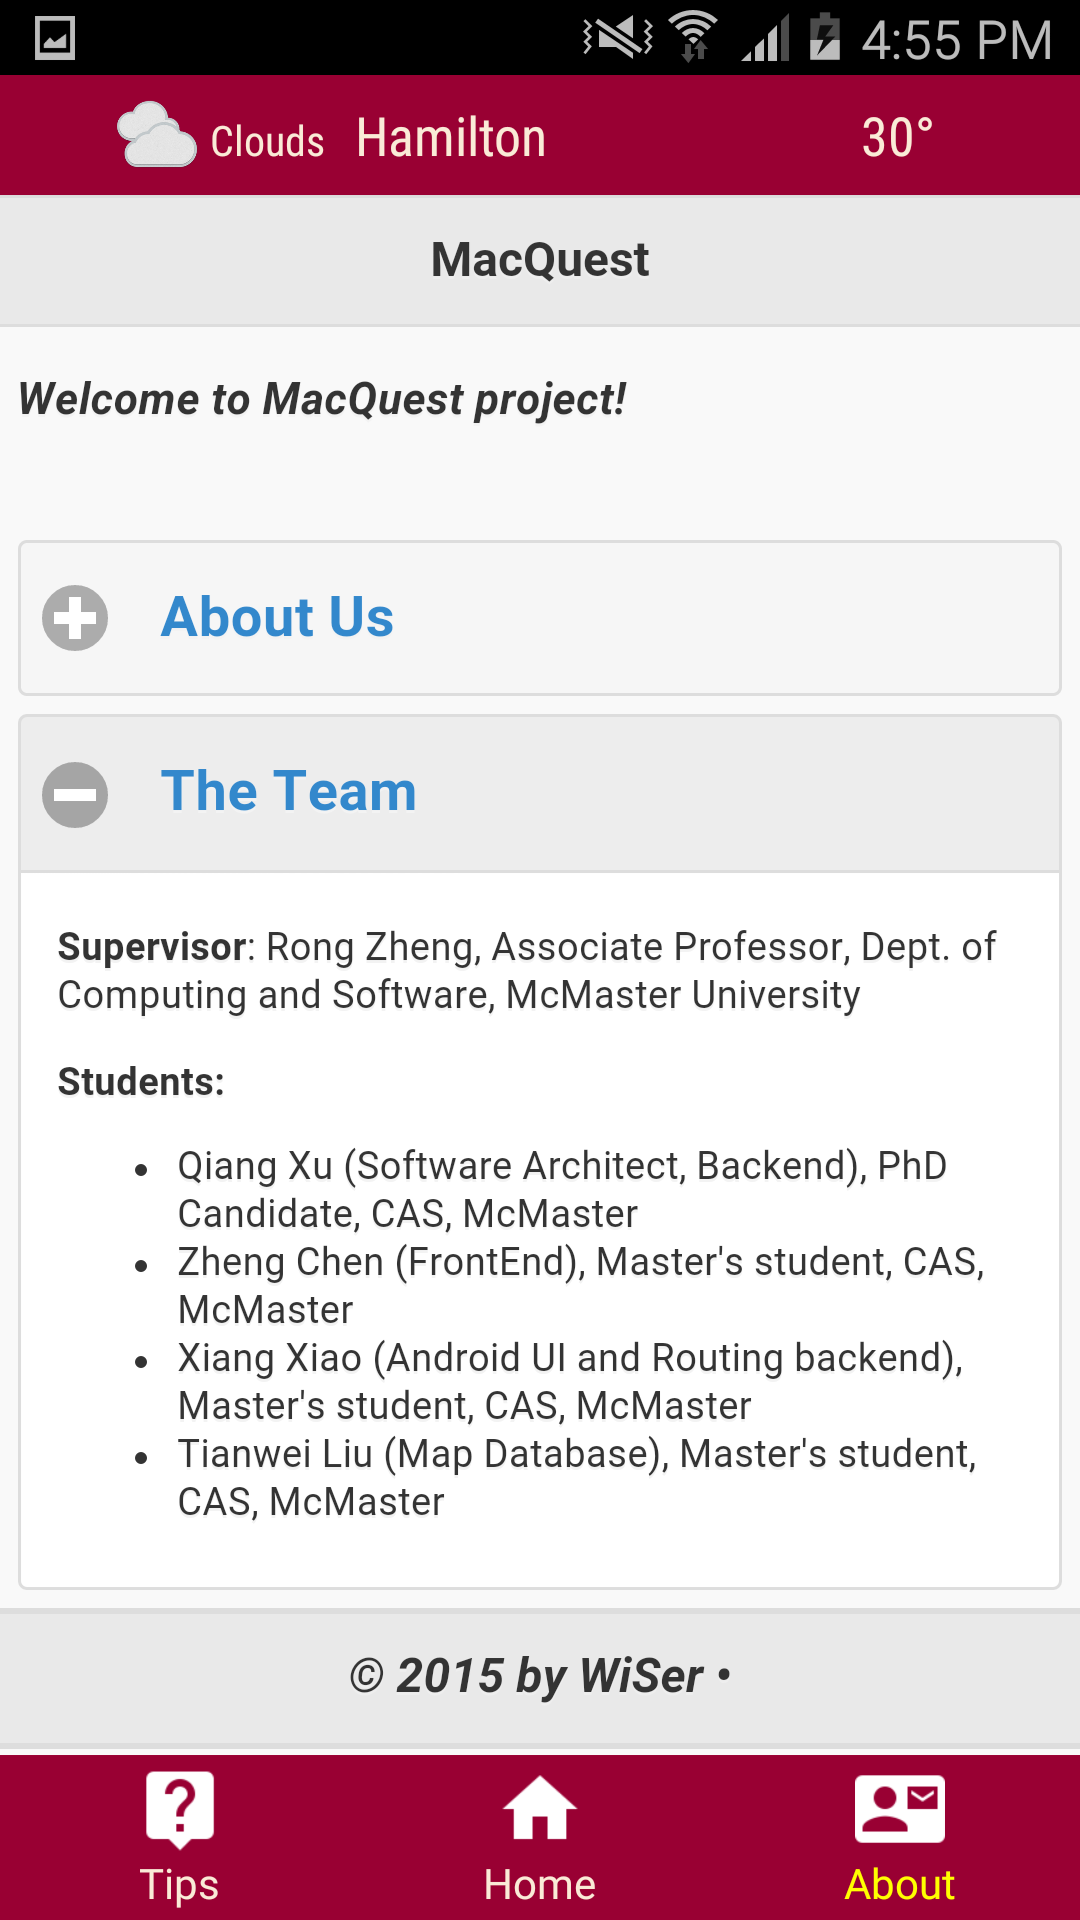 4:55 PM
Clouds Hamilton 30°
MacQuest
Welcome to MacQuest project!
About Us
The Team
Supervisor: Rong Zheng, Associate Professor, Dept. of
Computing and Software, McMaster University
Students:
• Qiang Xu (Software Architect, Backend), PhD
Candidate, CAS, McMaster
• Zheng Chen (FrontEnd), Master's student, CAS,
McMaster
• Xiang Xiao (Android UI and Routing backend),
Master's student, CAS, McMaster
• Tianwei Liu (Map Database), Master's student,
CAS, McMaster
© 2015 by WiSer •
Tips Home About